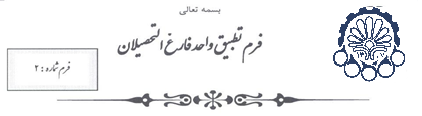 بسمه تعالی
فرم تطبیق واحد فارغ التحصیلان
فرم شماره : ۲